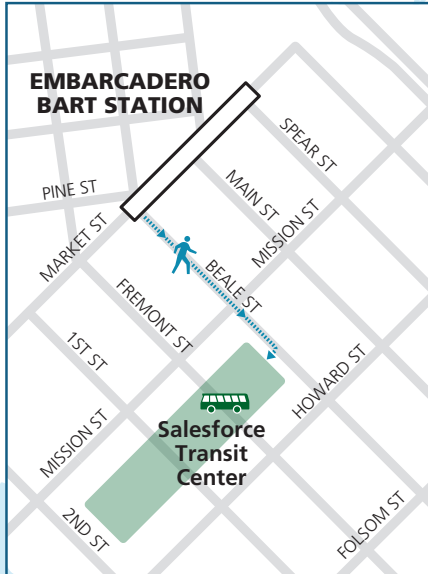 EMBARCADERO
BART STATION
SPEAR ST
PINE ST
MAIN ST
MISSION ST
MARKET ST
BEALE ST
FREMONT ST
1ST ST
HOWARD ST
Salesforce
Transit
Center
MISSION ST
2ND ST
FOLSOM ST